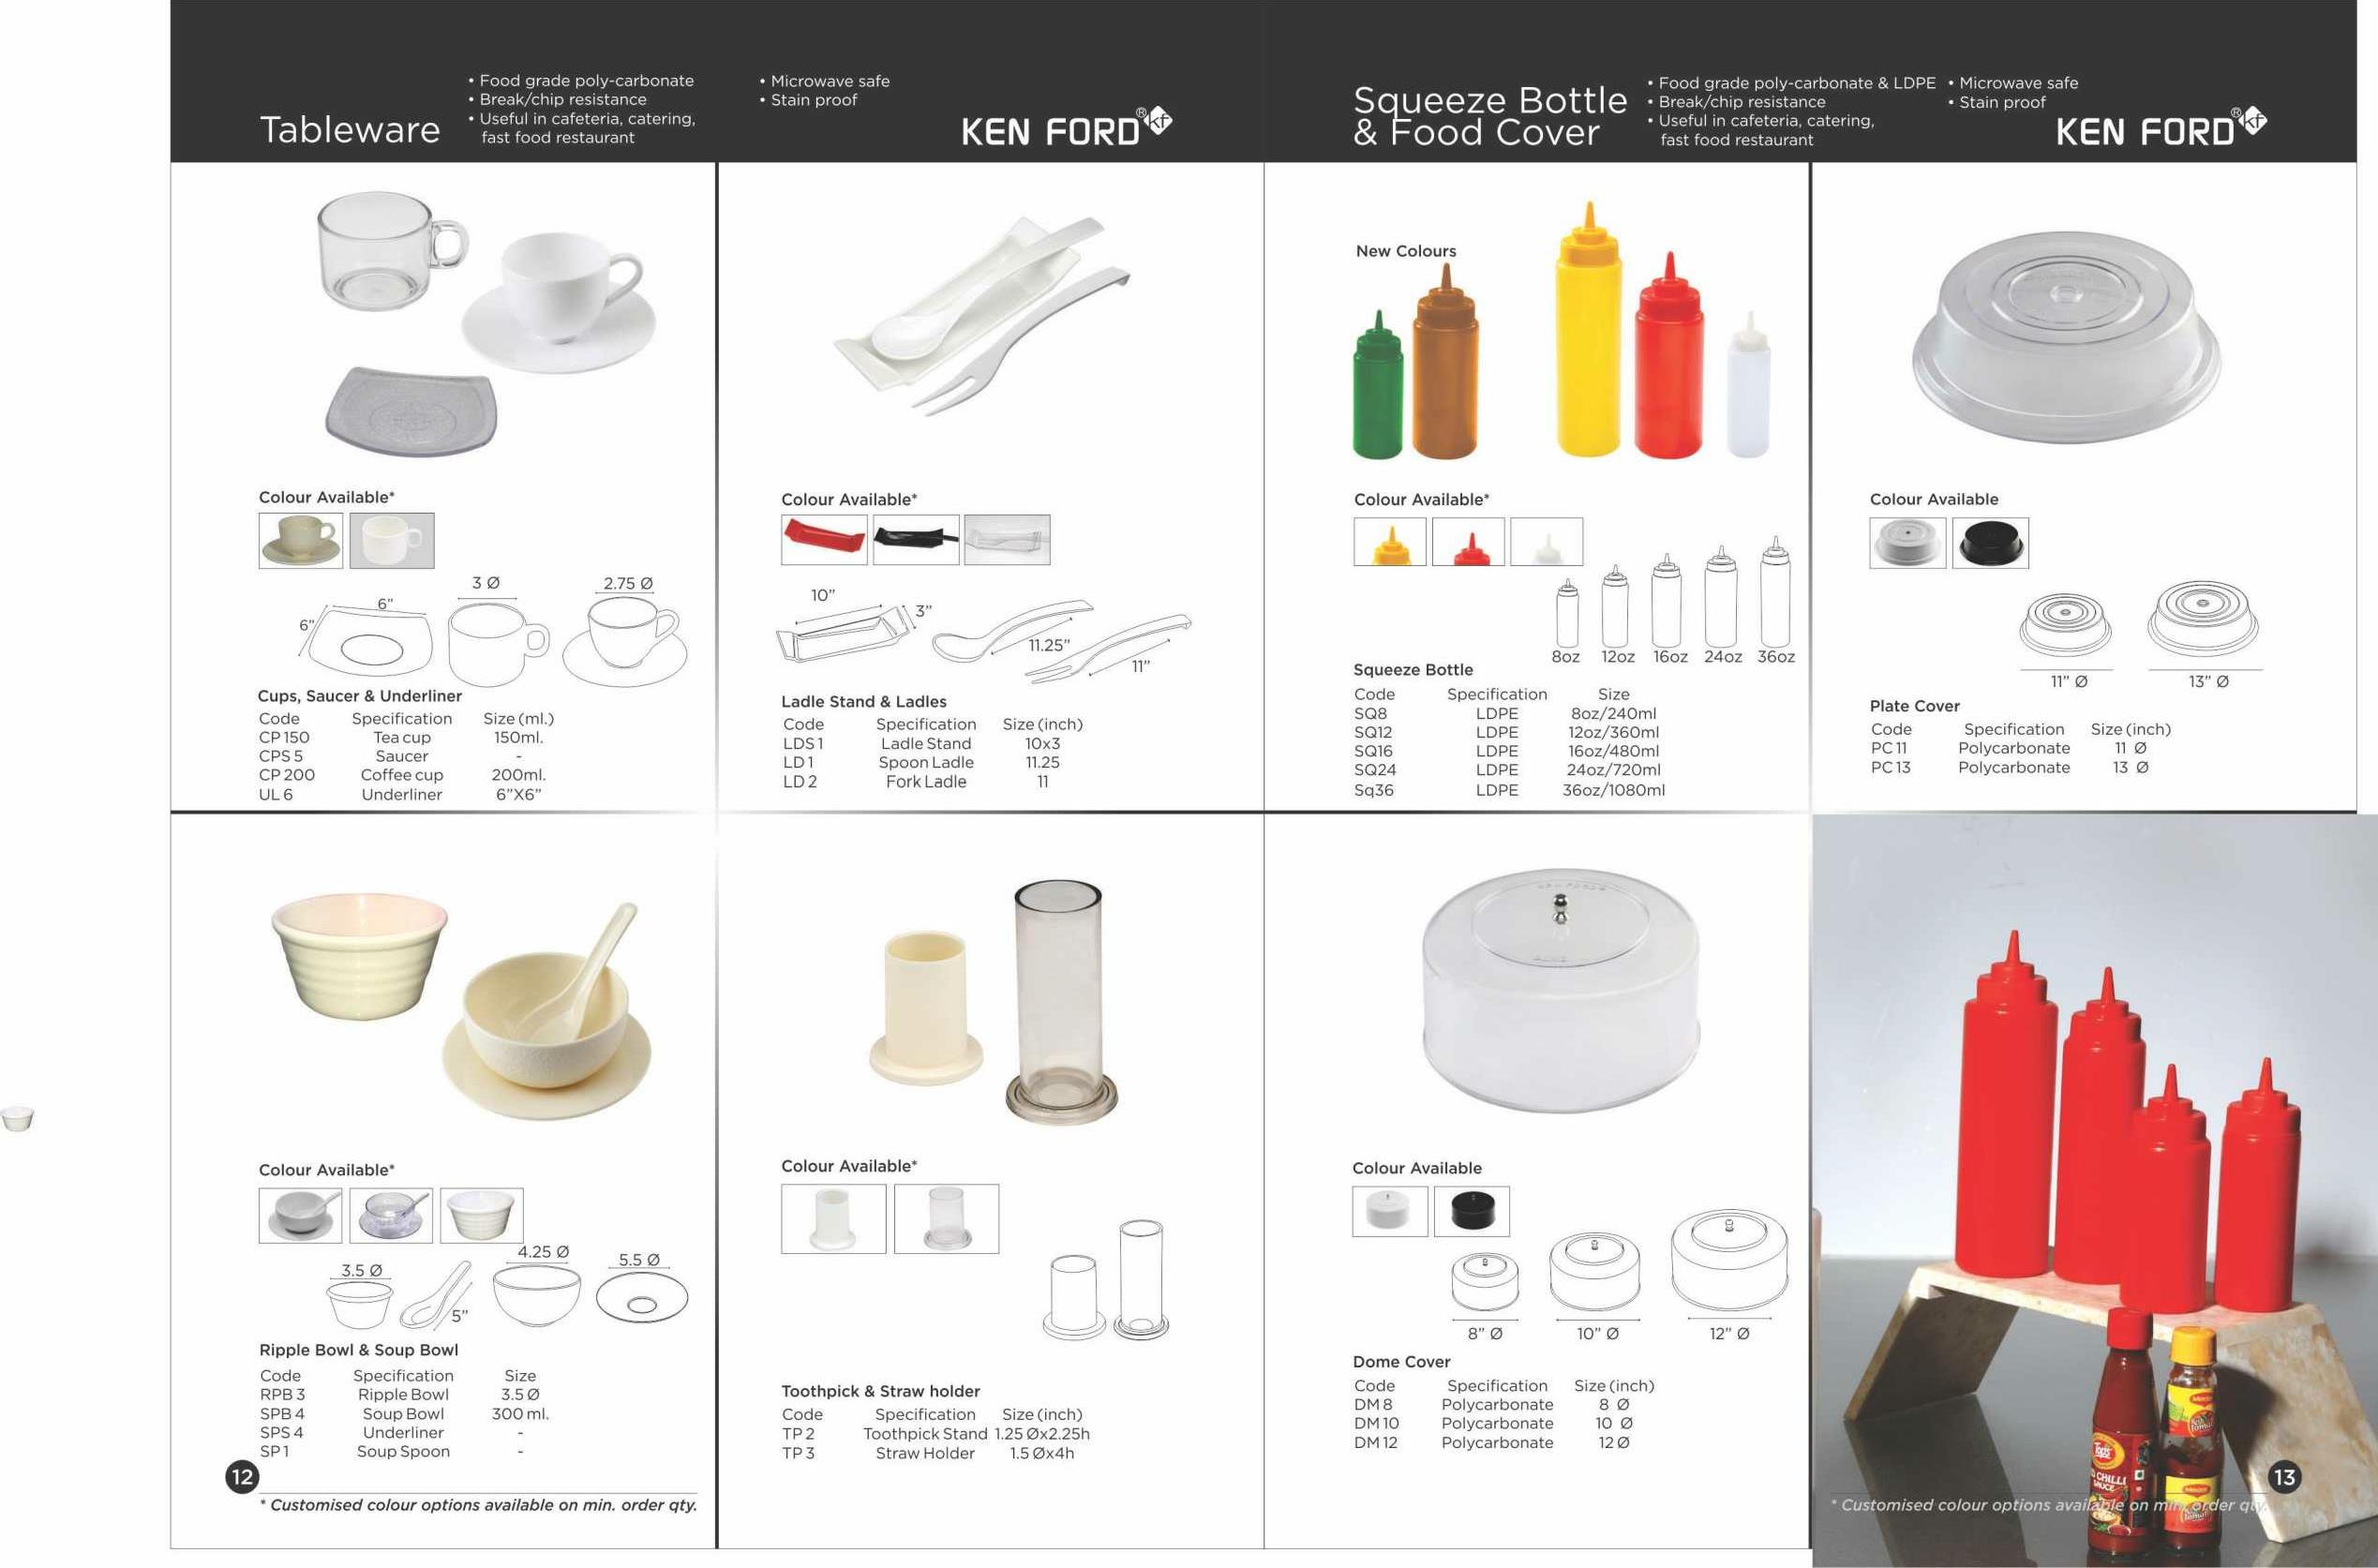 Tableware
• Food grade poly-carbonate
• Break/chip resistance
• Useful in cafeteria, catering,
fast food restaurant
• Microwave safe
• Stain proof
KEN FORD® kf
Colour Available*
6"
6"
3 Ø
2.75 Ø
Cups, Saucer & Underliner
Code Specification Size (ml.)
CP 150 Tea cup 150ml.
CPS 5 Saucer -
CP 200 Coffee cup 200ml.
UL 6 Underliner 6"X6"
Colour Available*
10"
3"
11.25"
11"
Ladle Stand & Ladles
Code Specification Size (inch)
LDS 1 Ladle Stand 10x3
LD 1 Spoon Ladle 11.25
LD 2 Fork Ladle 11
Colour Available*
3.5 Ø
5"
4.25 Ø
5.5 Ø
Ripple Bowl & Soup Bowl
Code Specification Size
RPB 3 Ripple Bowl 3.5 Ø
SPB 4 Soup Bowl 300 ml.
SPS 4 Underliner -
SP 1 Soup Spoon -
12
* Customised colour options available on min. order qty.
Colour Available*
Toothpick & Straw holder
Code Specification Size (inch)
TP 2 Toothpick Stand 1.25 Øx2.25h
TP 3 Straw Holder 1.5 Øx4h
Squeeze Bottle
& Food Cover
• Food grade poly-carbonate & LDPE
• Break/chip resistance
• Useful in cafeteria, catering,
fast food restaurant
• Microwave safe
• Stain proof
KEN FORD® kf
New Colours
Colour Available*
8oz 12oz 16oz 24oz 36oz
Squeeze Bottle
Code Specification Size
SQ8 LDPE 8oz/240ml
SQ12 LDPE 12oz/360ml
SQ16 LDPE 16oz/480ml
SQ24 LDPE 24oz/720ml
Sq36 LDPE 36oz/1080ml
Colour Available
11" Ø 13" Ø
Plate Cover
Code Specification Size (inch)
PC 11 Polycarbonate 11 Ø
PC 13 Polycarbonate 13 Ø
Colour Available
8" Ø 10" Ø 12" Ø
Dome Cover
Code Specification Size (inch)
DM 8 Polycarbonate 8 Ø
DM 10 Polycarbonate 10 Ø
DM 12 Polycarbonate 12 Ø
Tops
CHILLI
SAUCE
Maggi
Maggi
13
* Customised colour options available on min. order qty.